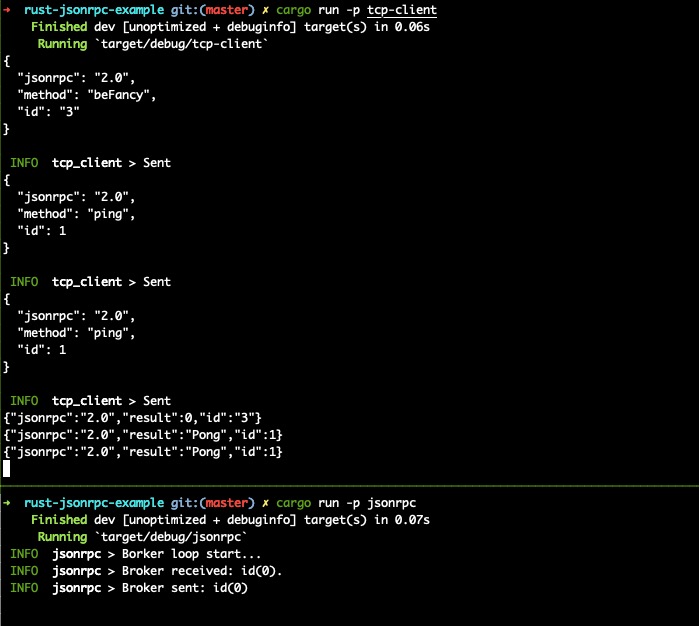 → rust-jsonrpc-example git:(master) ✗ cargo run -p tcp-client
Finished dev [unoptimized + debuginfo] target(s) in 0.06s
Running `target/debug/tcp-client`
{
"jsonrpc": "2.0",
"method": "beFancy",
"id": "3"
}
INFO tcp_client > Sent
{
"jsonrpc": "2.0",
"method": "ping",
"id": 1
}
INFO tcp_client > Sent
{
"jsonrpc": "2.0",
"method": "ping",
"id": 1
}
INFO tcp_client > Sent
{"jsonrpc":"2.0","result":0,"id":"3"}
{"jsonrpc":"2.0","result":"Pong","id":1}
{"jsonrpc":"2.0","result":"Pong","id":1}
→ rust-jsonrpc-example git:(master) ✗ cargo run -p jsonrpc
Finished dev [unoptimized + debuginfo] target(s) in 0.07s
Running `target/debug/jsonrpc`
INFO jsonrpc > Borker loop start...
INFO jsonrpc > Broker received: id(0).
INFO jsonrpc > Broker sent: id(0)